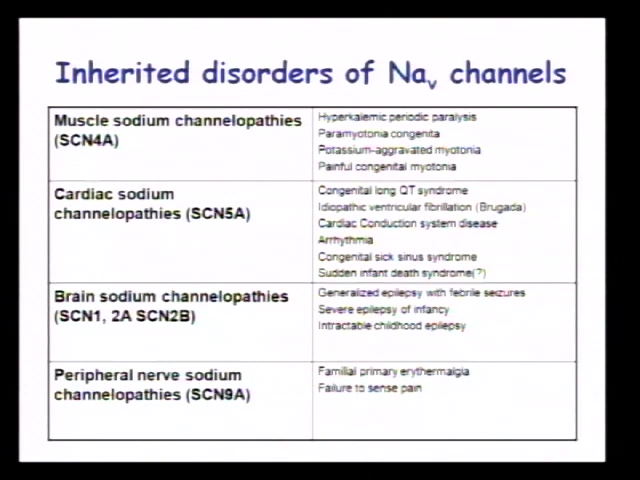 Inherited disorders of Nav channels
Muscle sodium channelopathies
(SCN4A)
Hyperkalemic periodic paralysis
Paramyotonia congenita
Potassium-aggravated myotonia
Painful congenital myotonia
Cardiac sodium
channelopathies (SCN5A)
Congenital long QT syndrome
Idiopathic ventricular fibrillation (Brugada)
Cardiac Conduction system disease
Arrhythmia
Congenital sick sinus syndrome
Sudden infant death syndrome(?)
Brain sodium channelopathies
(SCN1, 2A SCN2B)
Generalized epilepsy with febrile seizures
Severe epilepsy of infancy
Intractable childhood epilepsy
Peripheral nerve sodium
channelopathies (SCN9A)
Familial primary erythermalgia
Failure to sense pain